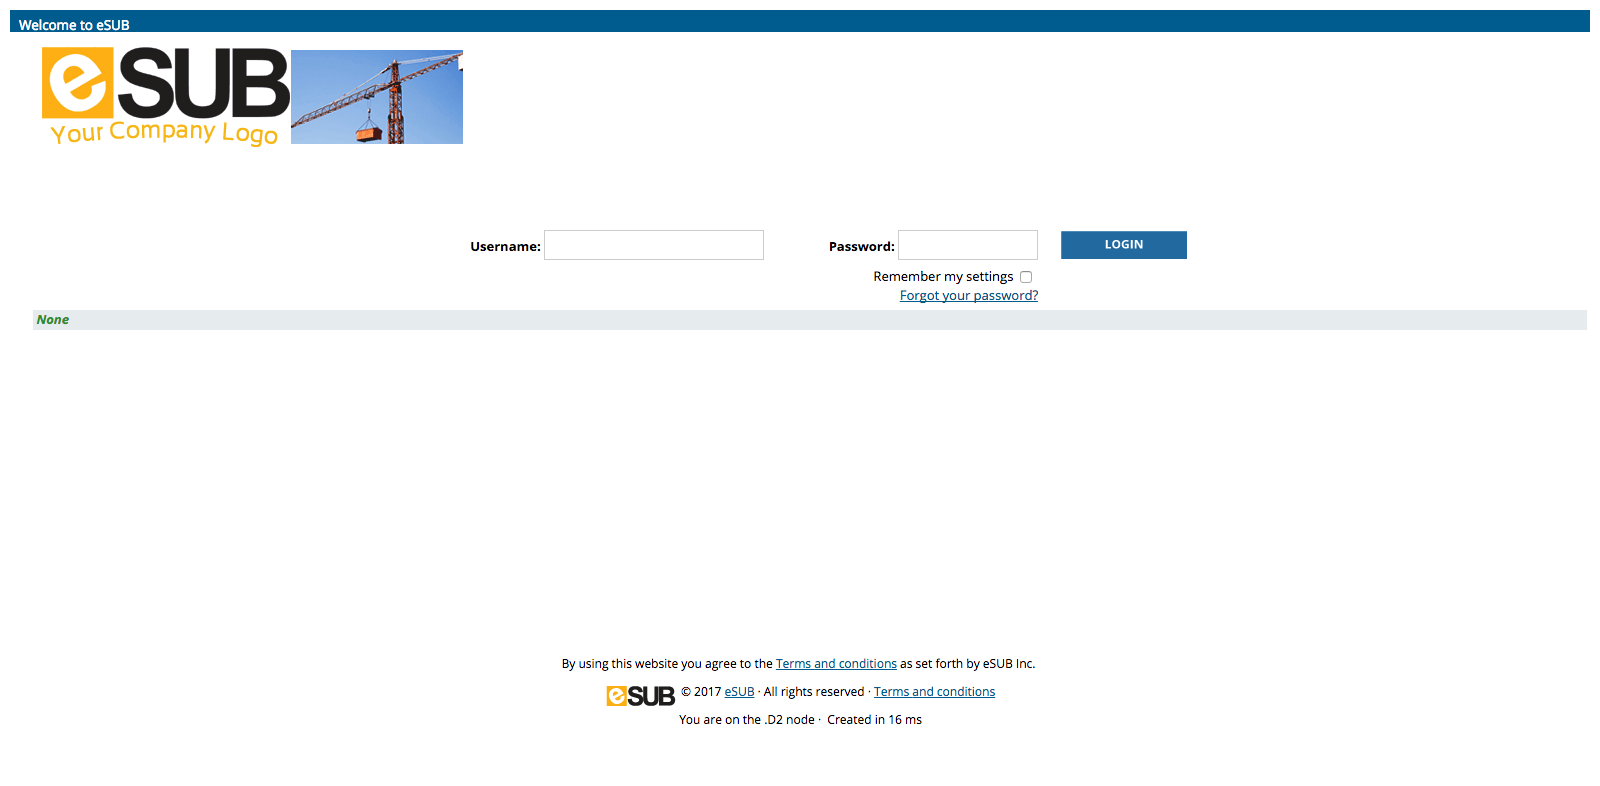 Welcome to eSUB
eSUB
Your Company Logo
Username:
Password:
LOGIN
Remember my settings
Forgot your password?
None
By using this website you agree to the Terms and conditions as set forth by eSUB Inc.
eSUB © 2017 eSUB · All rights reserved · Terms and conditions
You are on the .D2 node · Created in 16 ms